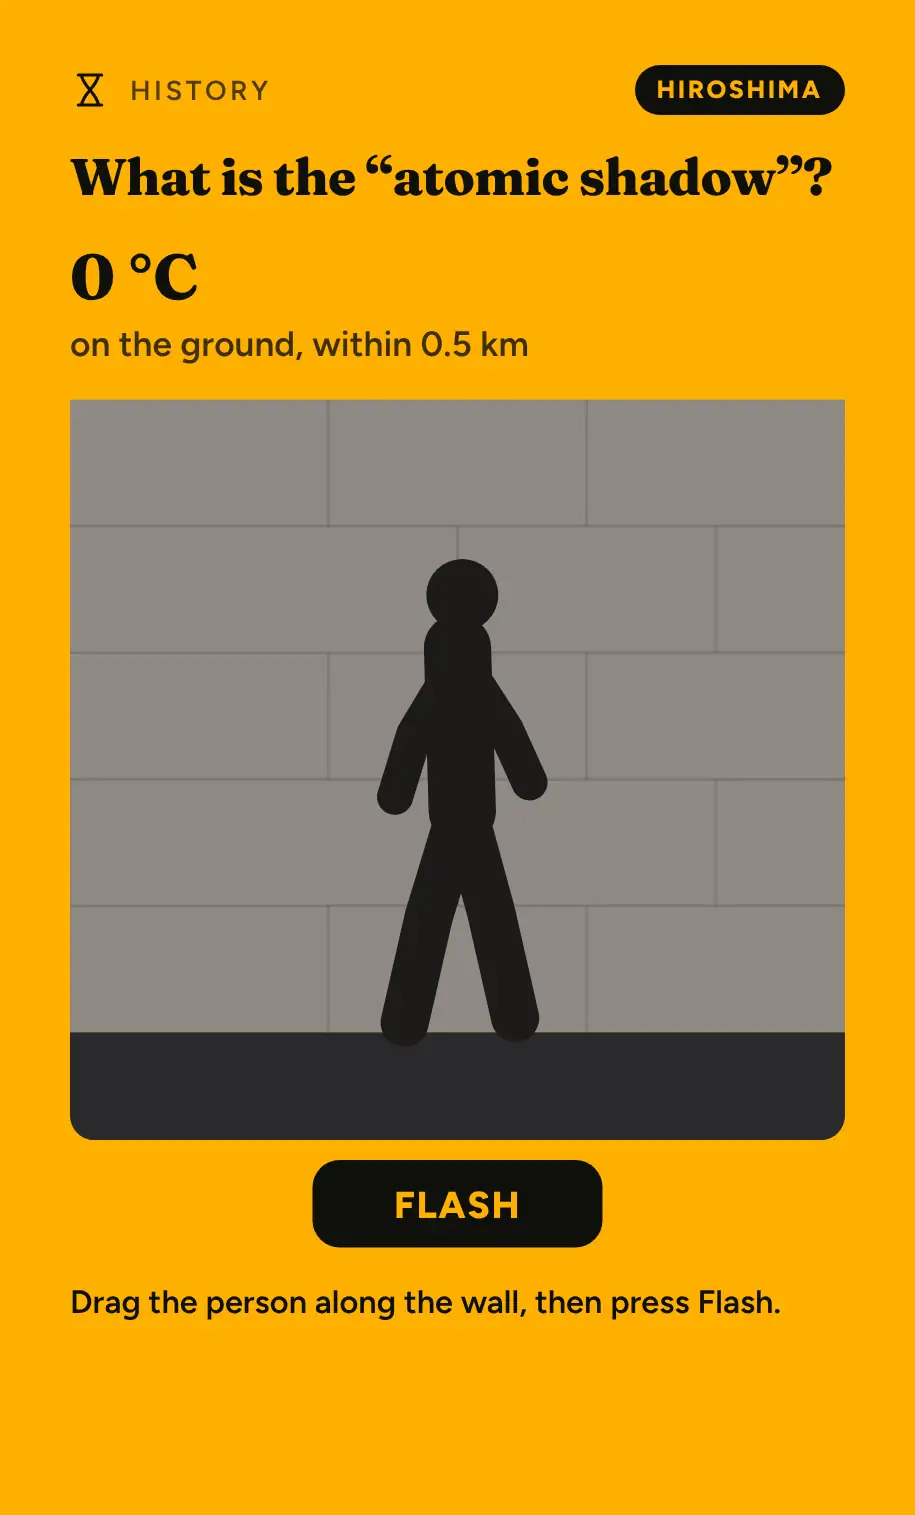 HISTORY
HIROSHIMA
What is the “atomic shadow”?
0 °C
on the ground, within 0.5 km
FLASH
Drag the person along the wall, then press Flash.